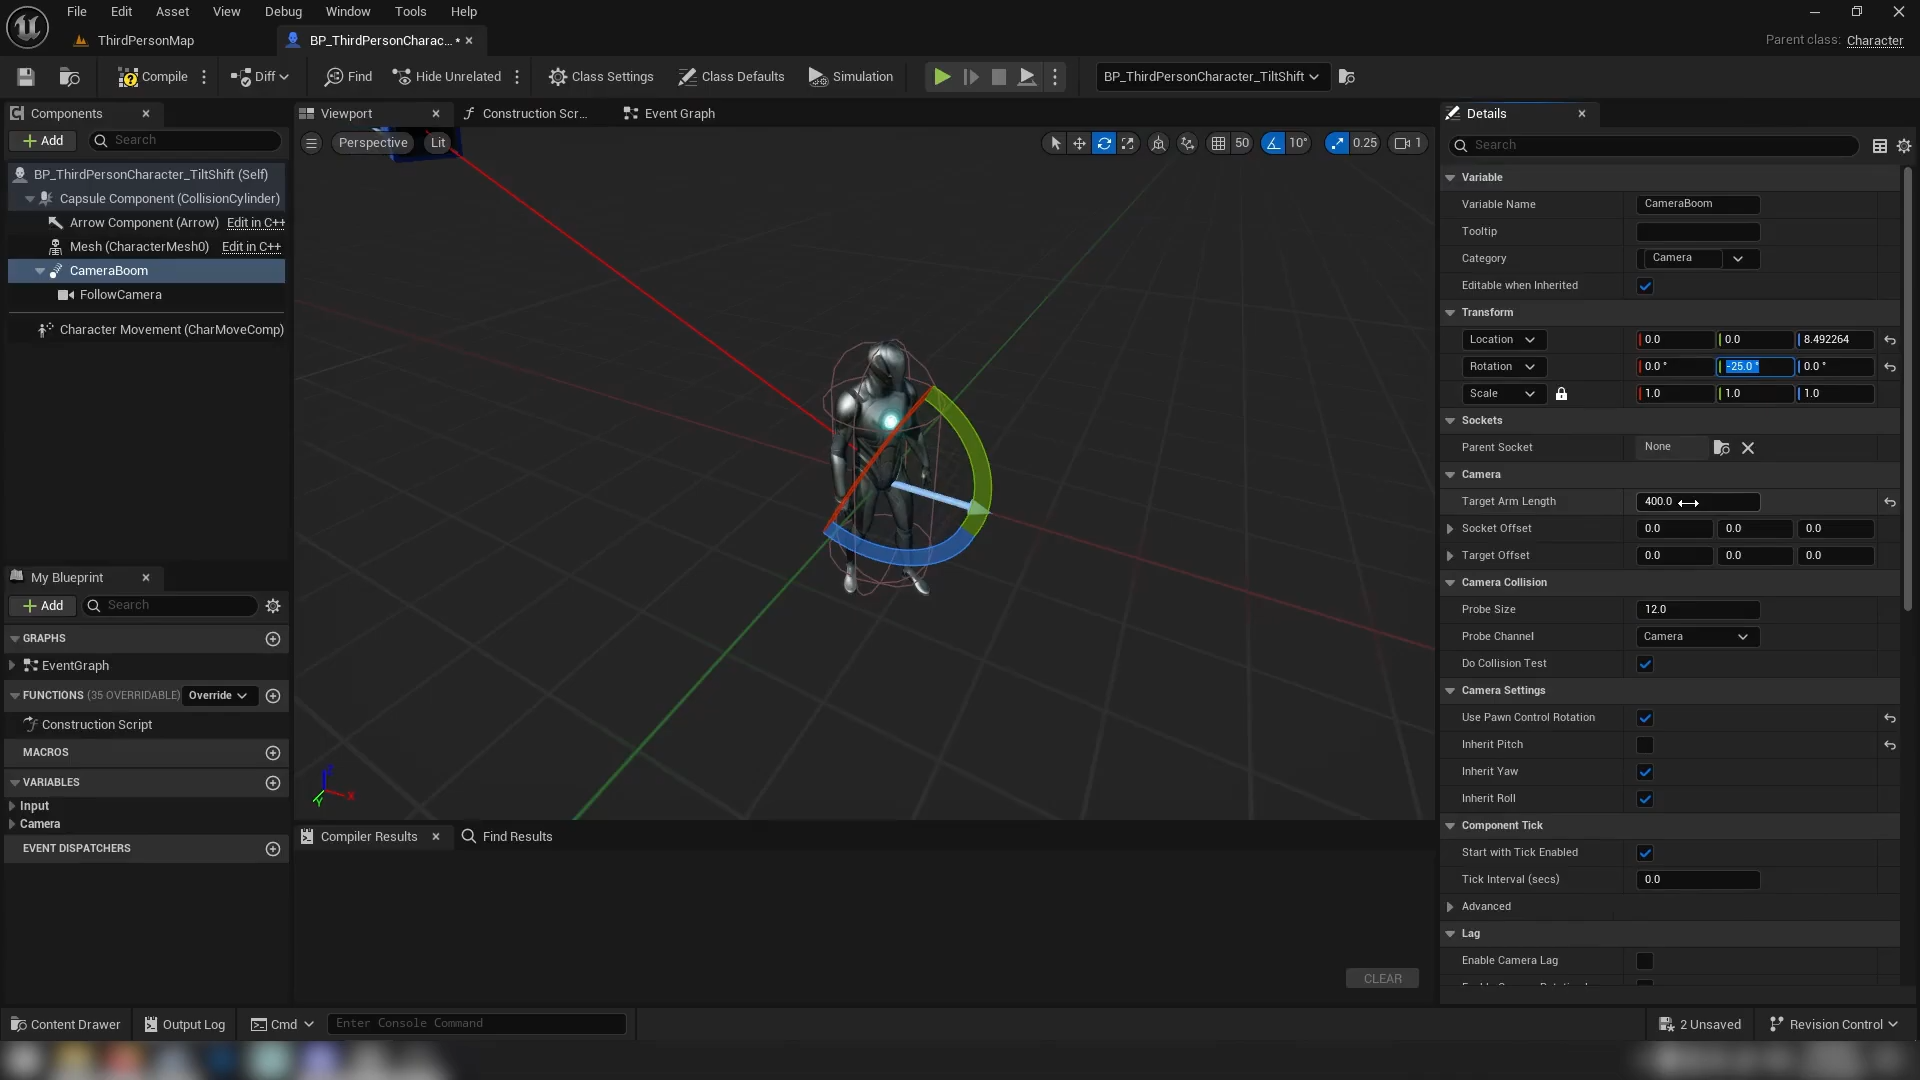 File Edit Asset View Debug Window Tools Help
ThirdPersonMap
BP_ThirdPersonCharac... •
Parent class: Character
Compile
Diff
Find
Hide Unrelated
Class Settings
Class Defaults
Simulation
BP_ThirdPersonCharacter_TiltShift
Components
Add
Search
BP_ThirdPersonCharacter_TiltShift (Self)
Capsule Component (CollisionCylinder)
Arrow Component (Arrow) Edit in C++
Mesh (CharacterMesh0) Edit in C++
CameraBoom
FollowCamera
Character Movement (CharMoveComp)
My Blueprint
Add
Search
GRAPHS
EventGraph
FUNCTIONS (35 OVERRIDABLE) Override
Construction Script
MACROS
VARIABLES
Input
Camera
EVENT DISPATCHERS
Viewport
Construction Scr...
Event Graph
Perspective
Lit
50
10°
0.25
1
Z
X
Y
Compiler Results
Find Results
CLEAR
Details
Search
Variable
Variable Name CameraBoom
Tooltip
Category Camera
Editable when Inherited
Transform
Location 0.0 0.0 8.492264
Rotation 0.0 ° -25.0 ° 0.0 °
Scale 1.0 1.0 1.0
Sockets
Parent Socket None
Camera
Target Arm Length 400.0
Socket Offset 0.0 0.0 0.0
Target Offset 0.0 0.0 0.0
Camera Collision
Probe Size 12.0
Probe Channel Camera
Do Collision Test
Camera Settings
Use Pawn Control Rotation
Inherit Pitch
Inherit Yaw
Inherit Roll
Component Tick
Start with Tick Enabled
Tick Interval (secs) 0.0
Advanced
Lag
Enable Camera Lag
Content Drawer
Output Log
Cmd
Enter Console Command
2 Unsaved
Revision Control